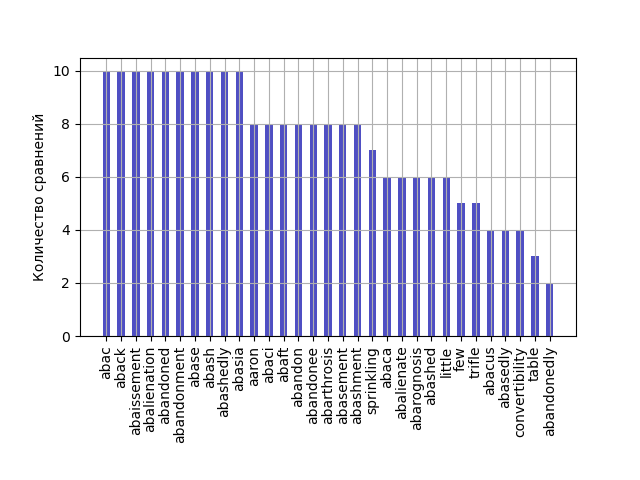 10
8
6
4
2
0
Количество сравнений
abac
aback
abaissement
abalienation
abandoned
abandonment
abase
abash
abashedly
abasia
aaron
abaci
abaft
abandon
abandonee
abarthrosis
abasement
abashment
sprinkling
abaca
abalienate
abarognosis
abashed
little
few
trifle
abacus
abasedly
convertibility
table
abandonedly